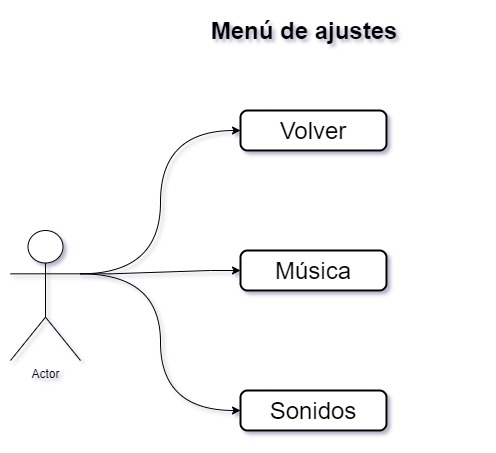 Menú de ajustes
Volver
Música
Actor
Sonidos